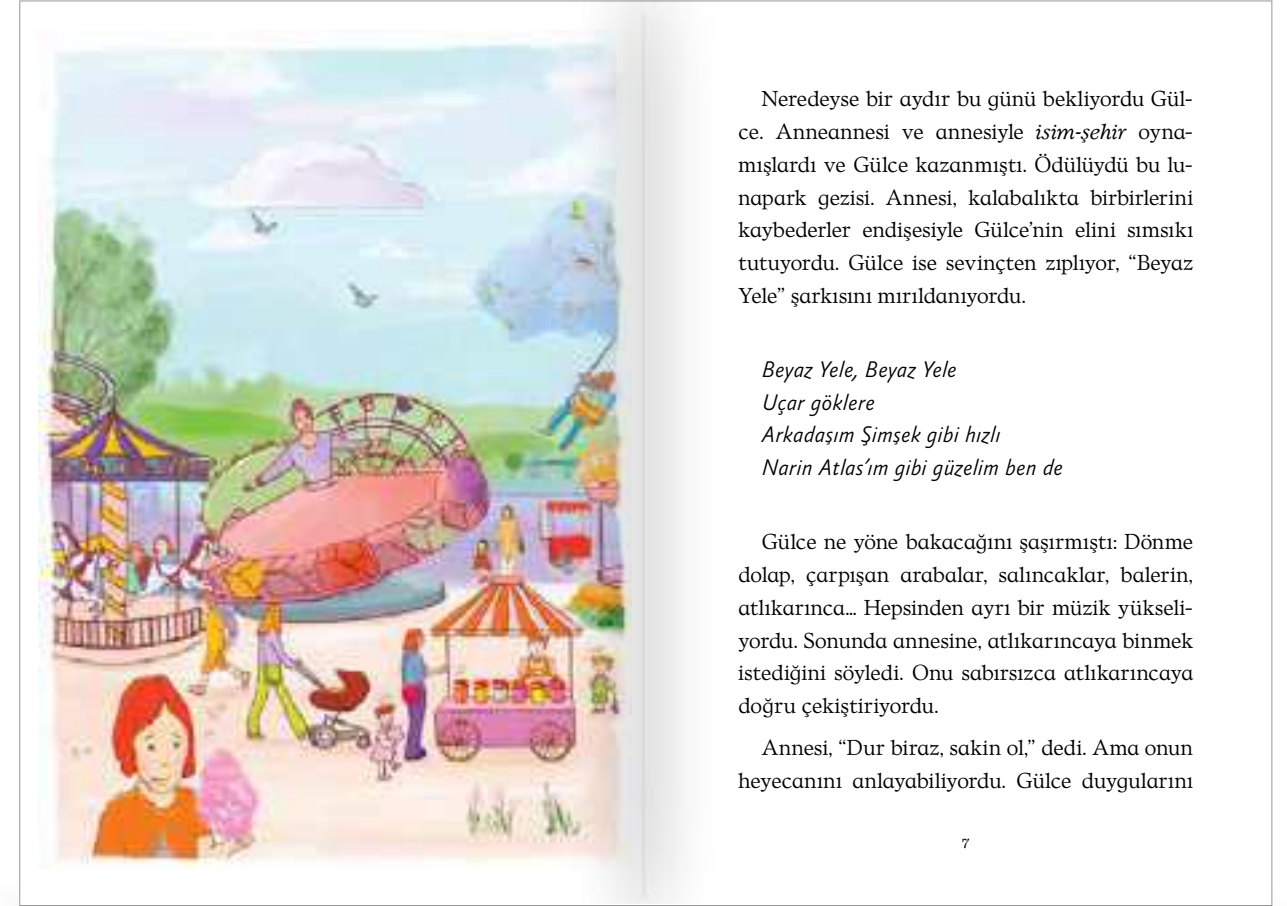 Neredeyse bir aydır bu günü bekliyordu Gül-
ce. Anneannesi ve annesiyle isim-şehir oyna-
mışlardı ve Gülce kazanmıştı. Ödülüydü bu lu-
napark gezisi. Annesi, kalabalıkta birbirlerini
kaybederler endişesiyle Gülce’nin elini sımsıkı
tutuyordu. Gülce ise sevinçten zıplıyor, “Beyaz
Yele” şarkısını mırıldanıyordu.
Beyaz Yele, Beyaz Yele
Uçar göklere
Arkadaşım Şimşek gibi hızlı
Narin Atlas’ım gibi güzelim ben de
Gülce ne yöne bakacağını şaşırmıştı: Dönme
dolap, çarpışan arabalar, salıncaklar, balerin,
atlıkarınca... Hepsinden ayrı bir müzik yükseli-
yordu. Sonunda annesine, atlıkarıncaya binmek
istediğini söyledi. Onu sabırsızca atlıkarıncaya
doğru çekiştiriyordu.
Annesi, “Dur biraz, sakin ol,” dedi. Ama onun
heyecanını anlayabiliyordu. Gülce duygularını
7